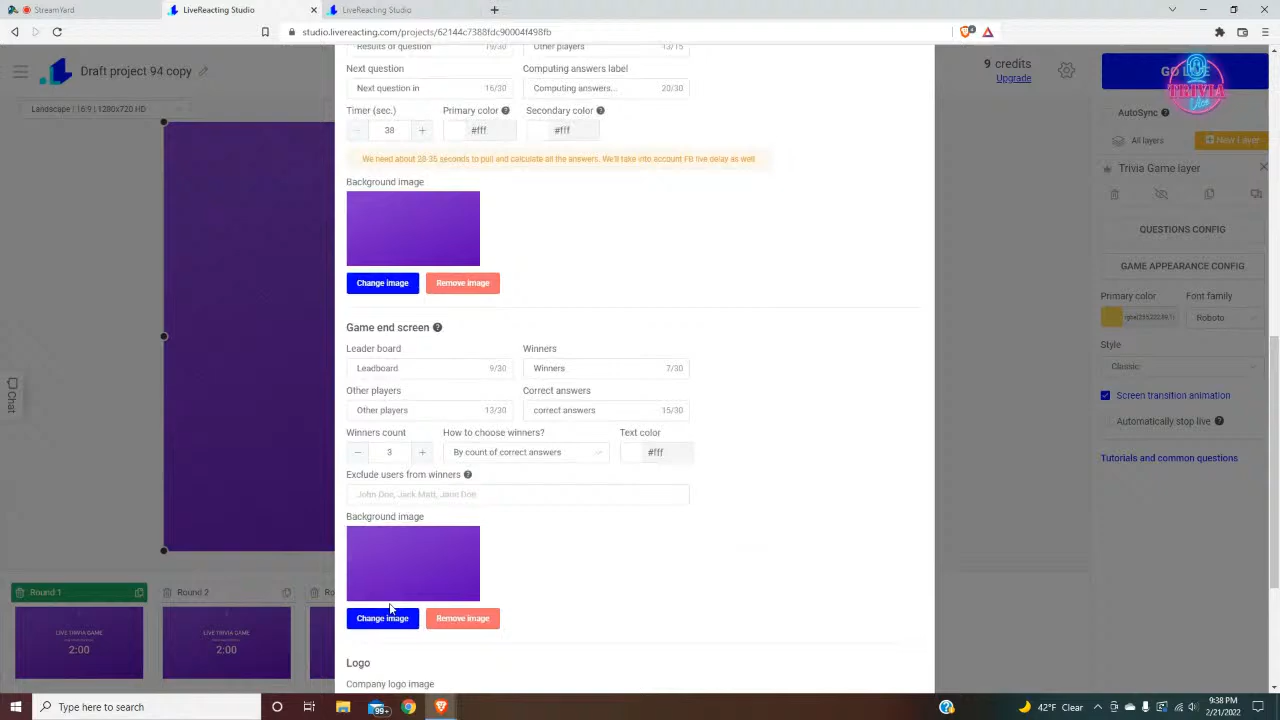 StreamYard
LiveReacting Studio
LiveReacting Studio
studio.livereacting.com/projects/62144c7388fdc90004f498fb
Draft 94 copy
9 credits
Upgrade
GO LIVE
TRIVIA
Live
Landscape | 16:9 | 1280x720 HD
AutoSync
All layers
New Layer
Trivia Game layer
QUESTIONS CONFIG
GAME APPEARANCE CONFIG
Primary color
Font family
Roboto
Style
Classic
Screen transition animation
Automatically stop live
Tutorials and common questions
Results of question
19/30
Other players
13/15
Next question
Computing answers label
Next question in
16/30
Computing answers...
20/30
Timer (sec.)
Primary color
Secondary color
38
#fff
#fff
We need about 20-35 seconds to pull and calculate all the answers. We'll take into account FB live delay as well
Background image
Change image
Remove image
Game end screen
Leader board
Winners
Leadboard
9/30
Winners
7/30
Other players
Correct answers
Other players
13/30
correct answers
15/30
Winners count
How to choose winners?
Text color
3
By count of correct answers
#fff
Exclude users from winners
John Doe, Jack Matt, Jane Doe
Background image
Change image
Remove image
Logo
Company logo image
Chat
Round 1
Round 2
Ro
LIVE TRIVIA GAME
2:00
LIVE TRIVIA GAME
2:00
Type here to search
99+
42°F Clear
9:38 PM
2/21/2022